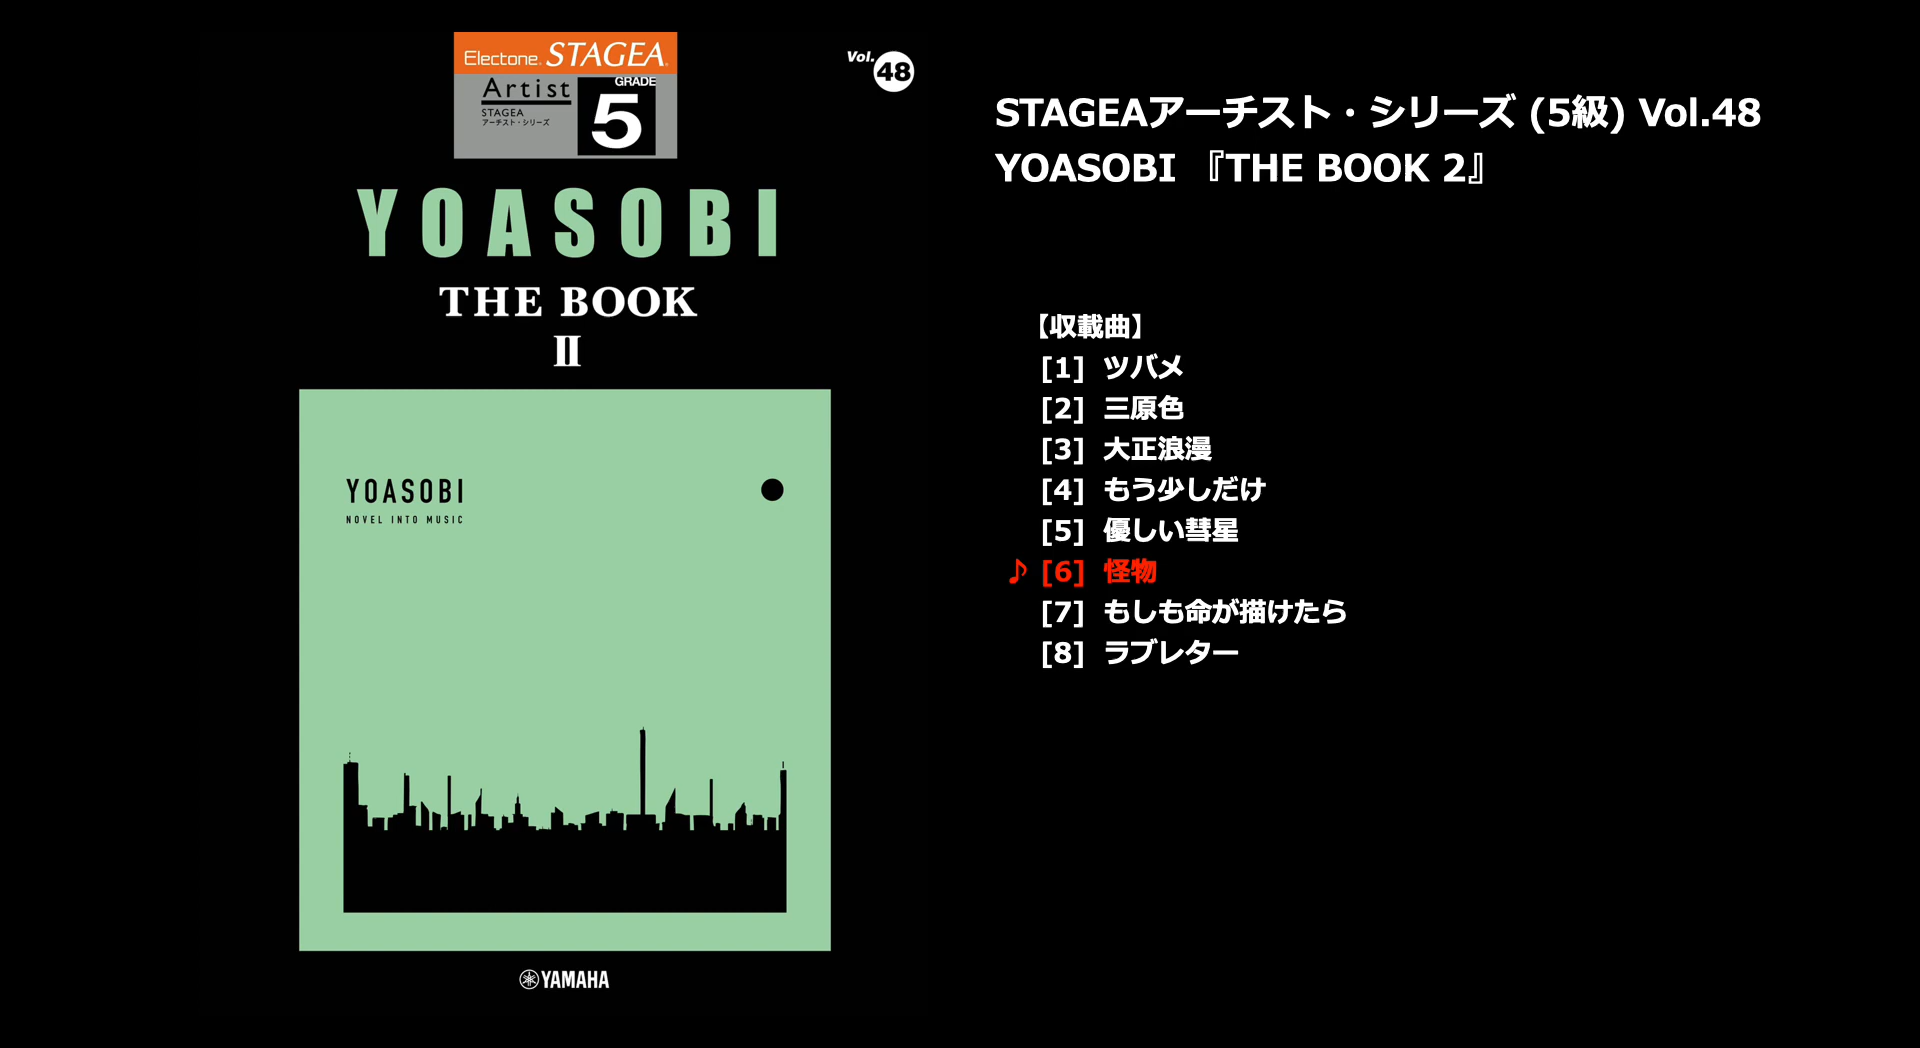 Electone® STAGEA®
Artist
STAGEA
アーチスト・シリーズ
GRADE
5
Vol.
48
YOASOBI
THE BOOK
II
YOASOBI
NOVEL INTO MUSIC
YAMAHA
STAGEAアーチスト・シリーズ (5級) Vol.48
YOASOBI 『THE BOOK 2』
【収載曲】
[1] ツバメ
[2] 三原色
[3] 大正浪漫
[4] もう少しだけ
[5] 優しい彗星
♪ [6] 怪物
[7] もしも命が描けたら
[8] ラブレター